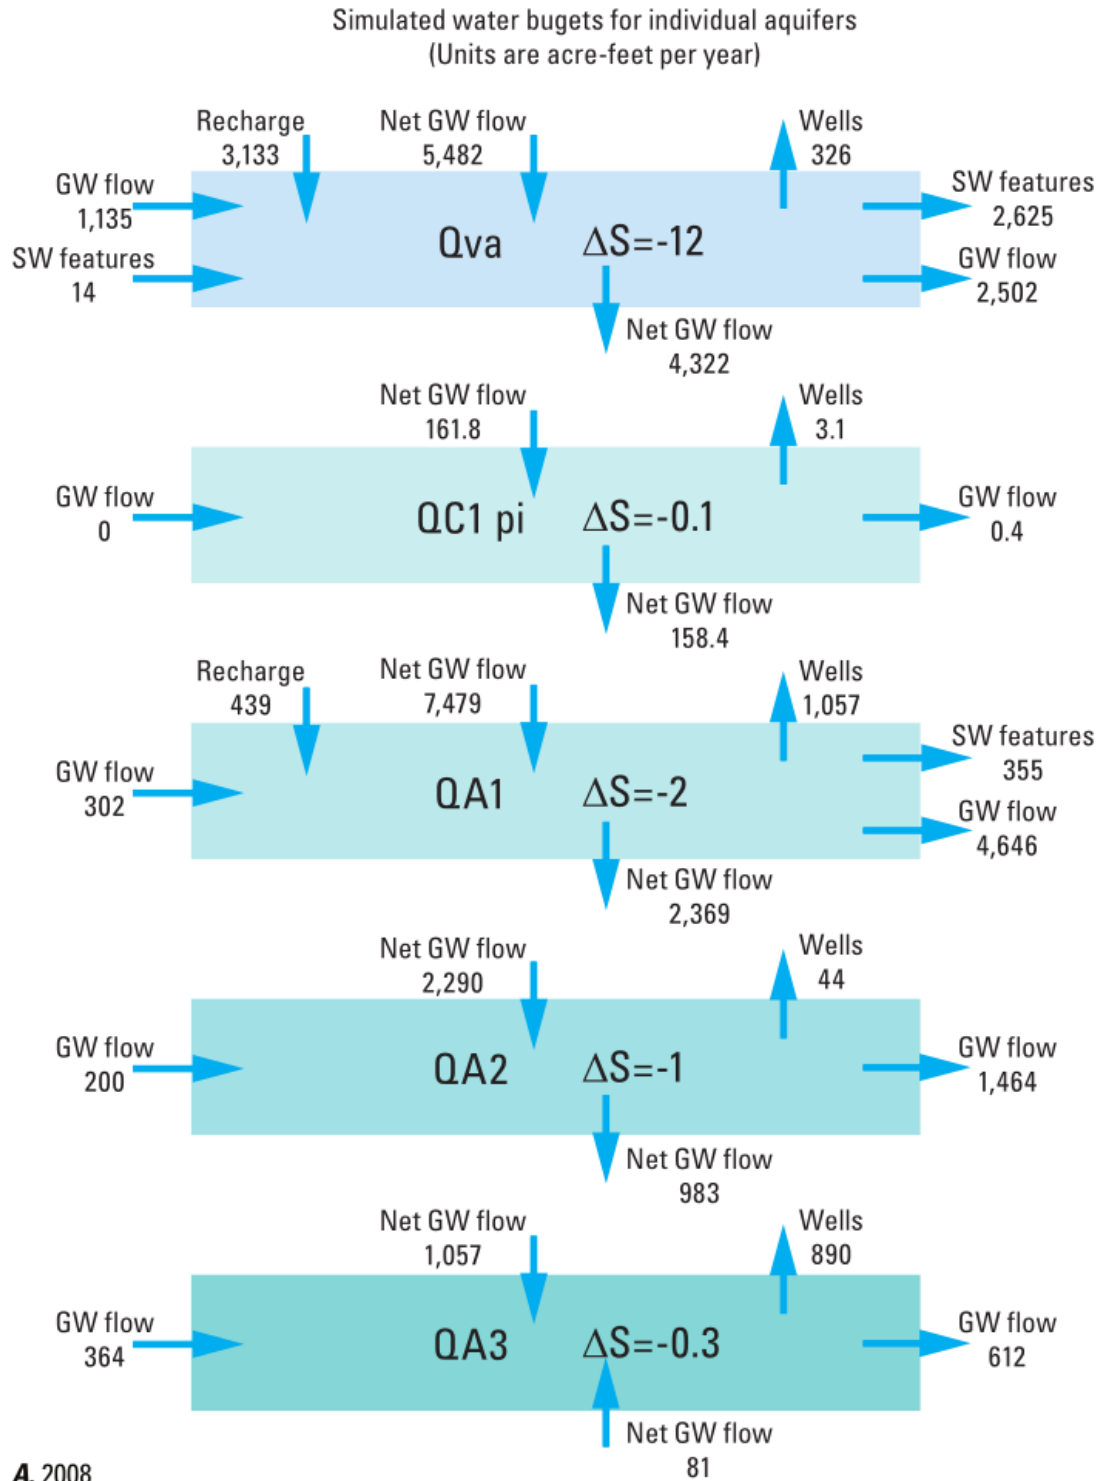 Simulated water bugets for individual aquifers
(Units are acre-feet per year)
Recharge
3,133
Net GW flow
5,482
Wells
326
GW flow
1,135
SW features
14
Qva ΔS=-12
SW features
2,625
GW flow
2,502
Net GW flow
4,322
Net GW flow
161.8
Wells
3.1
GW flow
0
QC1 pi ΔS=-0.1
GW flow
0.4
Net GW flow
158.4
Recharge
439
Net GW flow
7,479
Wells
1,057
GW flow
302
QA1 ΔS=-2
SW features
355
GW flow
4,646
Net GW flow
2,369
Net GW flow
2,290
Wells
44
GW flow
200
QA2 ΔS=-1
GW flow
1,464
Net GW flow
983
Net GW flow
1,057
Wells
890
GW flow
364
QA3 ΔS=-0.3
GW flow
612
Net GW flow
81
A. 2008